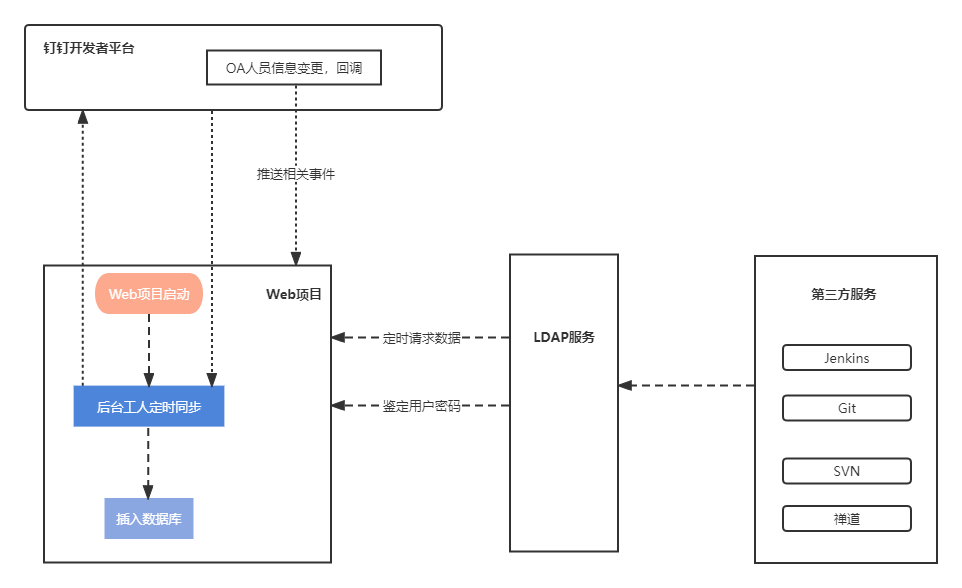 钉钉开发者平台
OA人员信息变更，回调
推送相关事件
Web项目启动
Web项目
后台工人定时同步
插入数据库
定时请求数据
鉴定用户密码
LDAP服务
第三方服务
Jenkins
Git
SVN
禅道